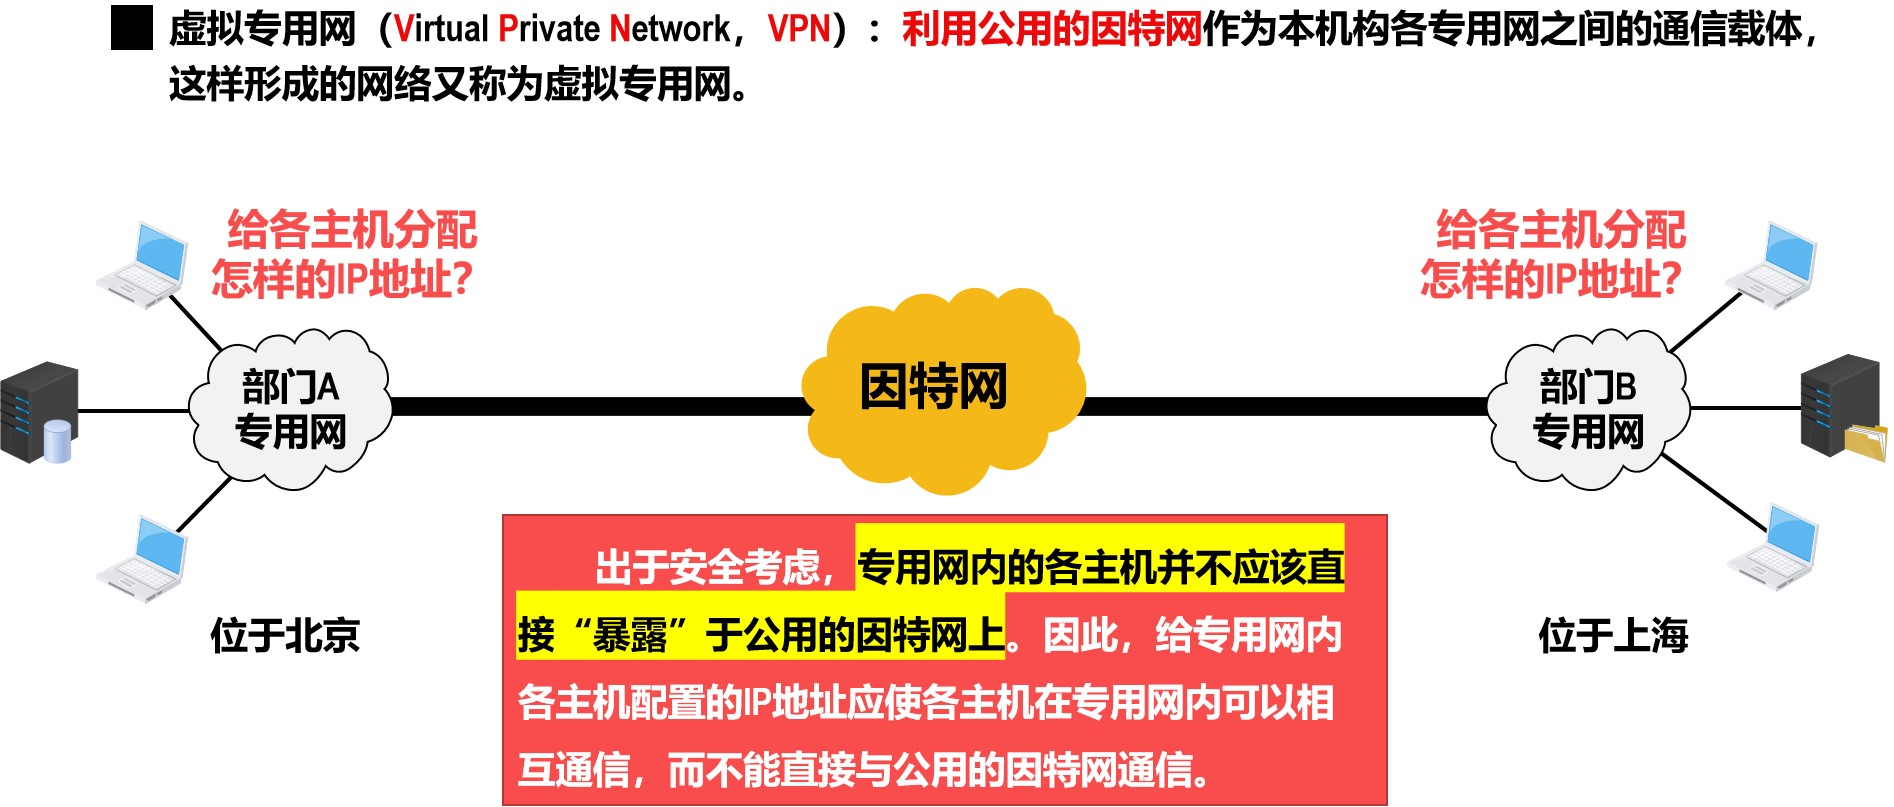 虚拟专用网（Virtual Private Network，VPN）：利用公用的因特网作为本机构各专用网之间的通信载体，
这样形成的网络又称为虚拟专用网。
给各主机分配
怎样的IP地址？
给各主机分配
怎样的IP地址？
部门A
专用网
因特网
部门B
专用网
位于北京
位于上海
出于安全考虑，专用网内的各主机并不应该直
接“暴露”于公用的因特网上。因此，给专用网内
各主机配置的IP地址应使各主机在专用网内可以相
互通信，而不能直接与公用的因特网通信。